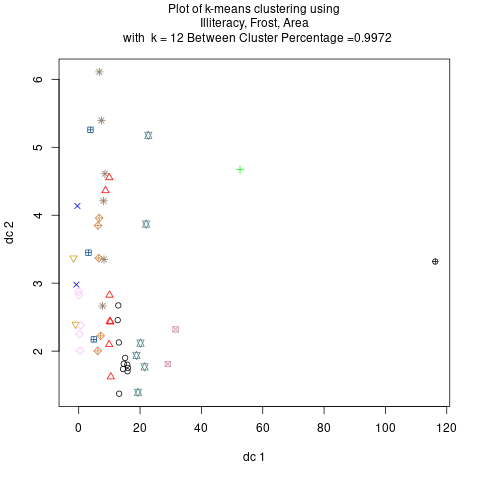 Plot of k-means clustering using
Illiteracy, Frost, Area
with k = 12 Between Cluster Percentage =0.9972
6
5
4
3
2
dc 2
0 20 40 60 80 100 120
dc 1